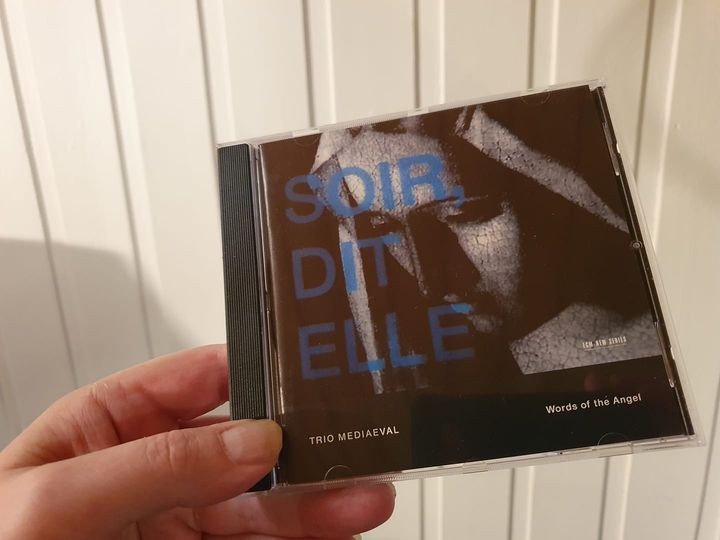 SOIR,
DIT
ELLE
ECM NEW SERIES
TRIO MEDIAEVAL
Words of the Angel